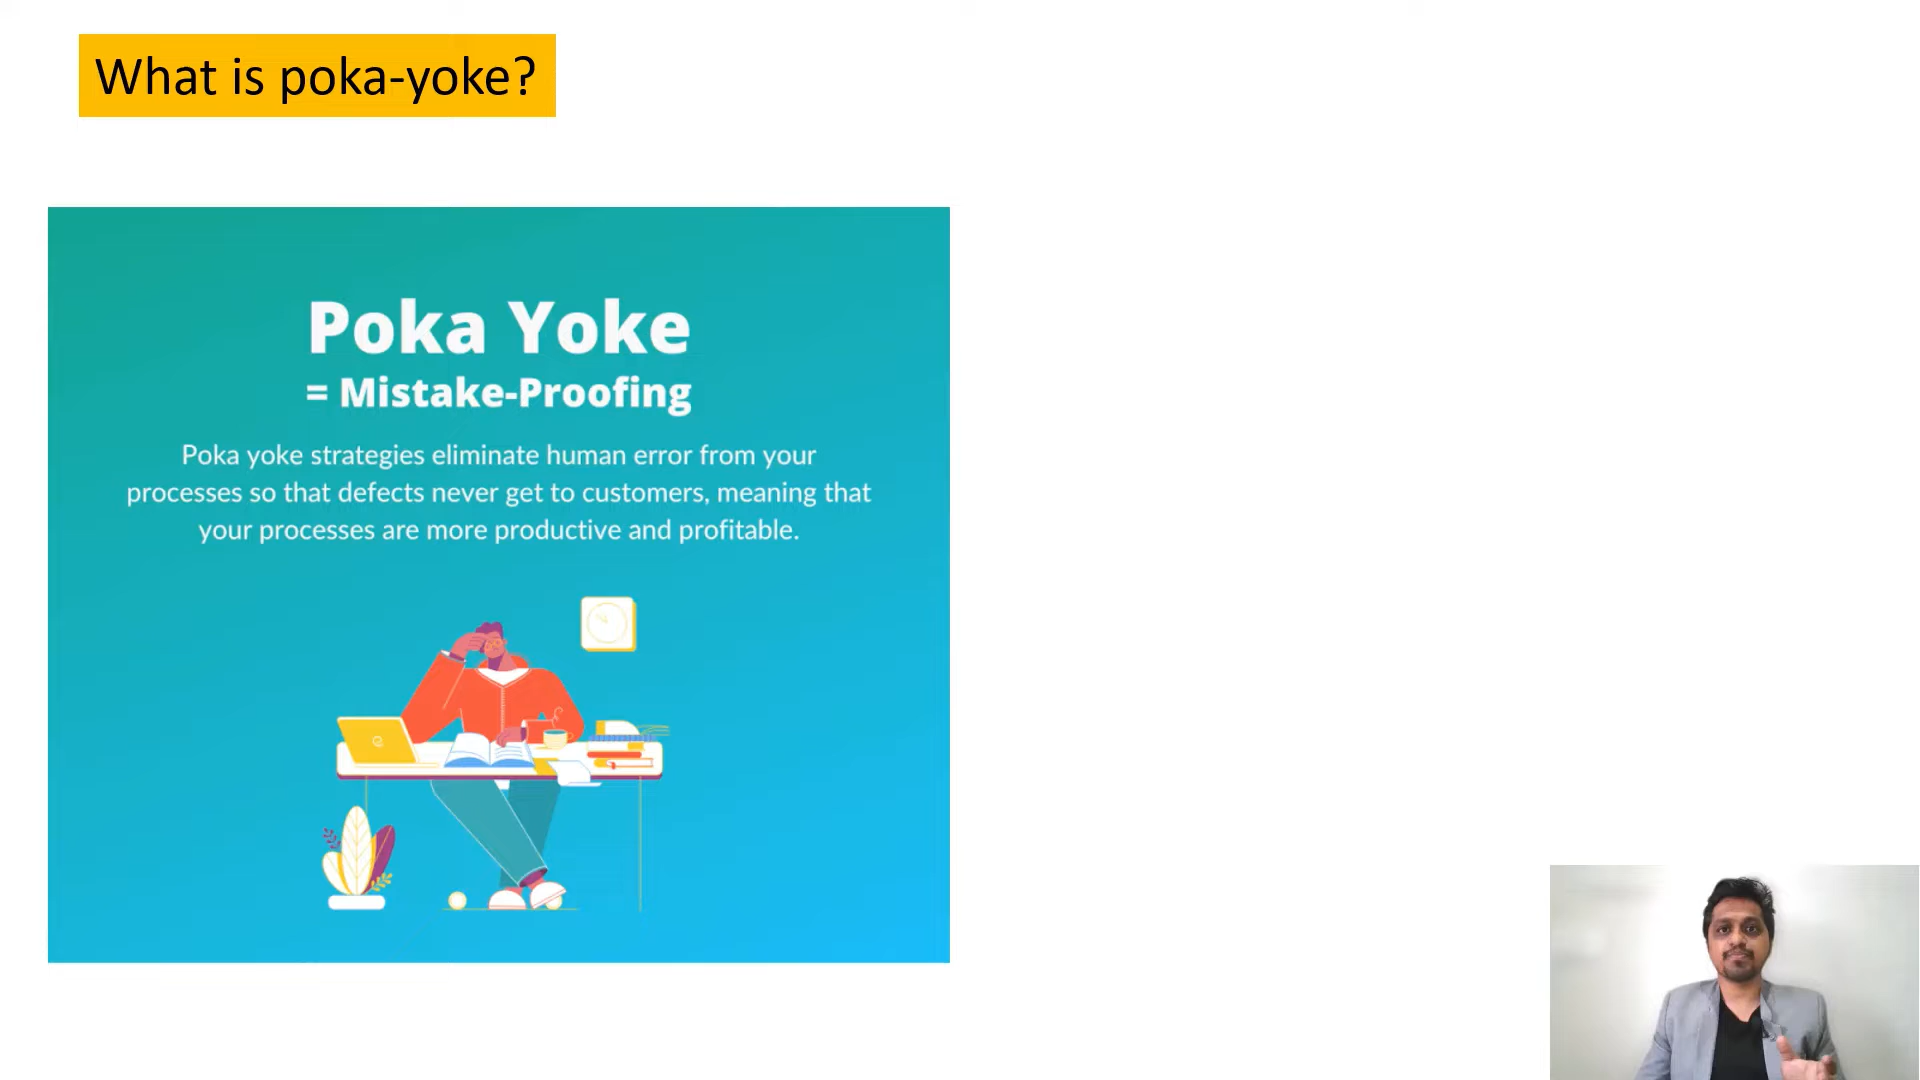 What is poka-yoke?
Poka Yoke
= Mistake-Proofing
Poka yoke strategies eliminate human error from your
processes so that defects never get to customers, meaning that
your processes are more productive and profitable.